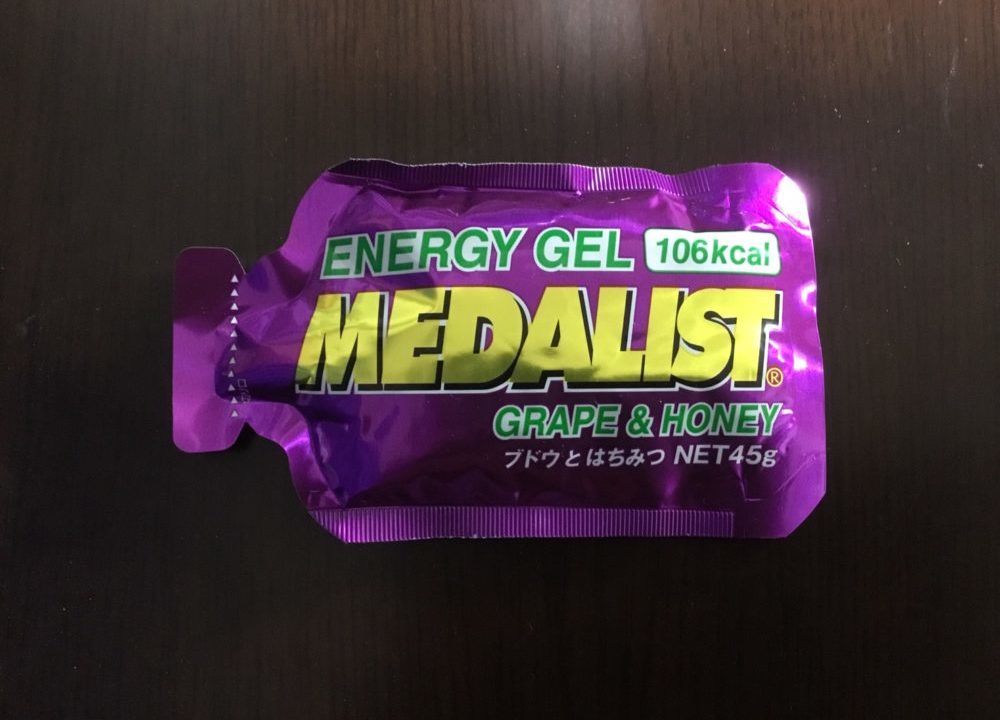 ENERGY GEL 106kcal
MEDALIST®
GRAPE & HONEY
ブドウとはちみつ NET45g